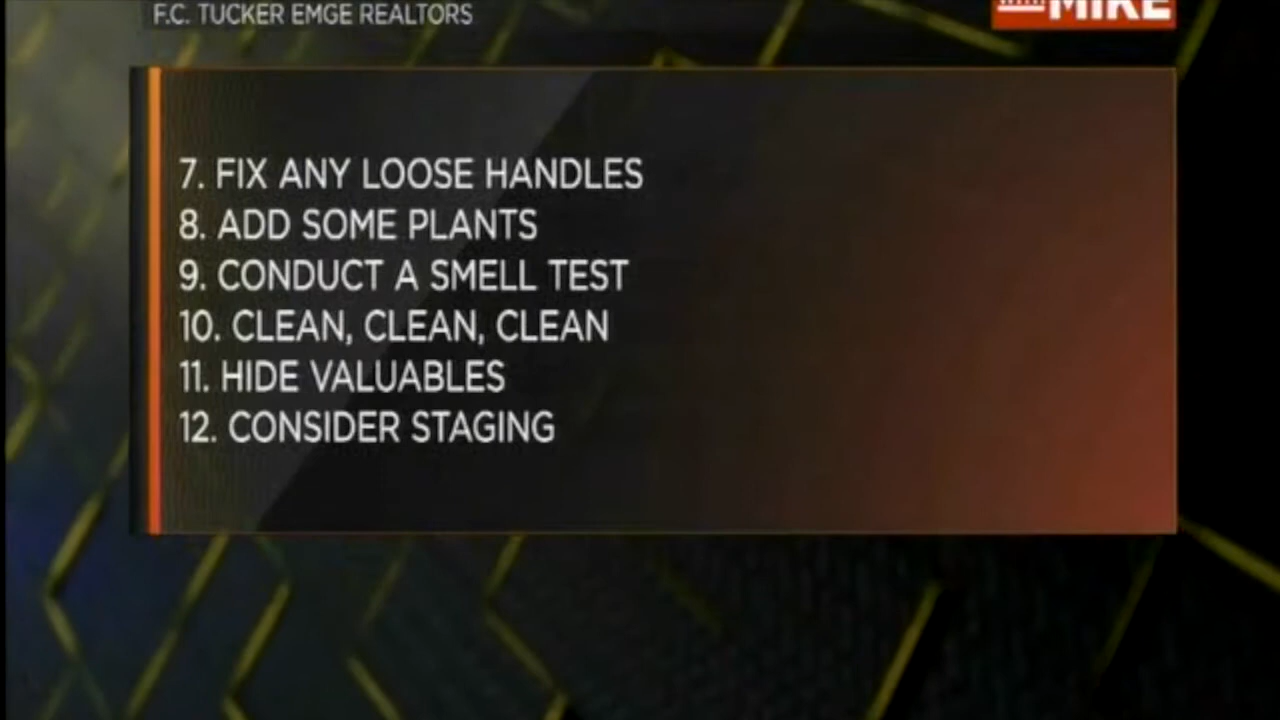 F.C. TUCKER EMGE REALTORS
MIKE
7. FIX ANY LOOSE HANDLES
8. ADD SOME PLANTS
9. CONDUCT A SMELL TEST
10. CLEAN, CLEAN, CLEAN
11. HIDE VALUABLES
12. CONSIDER STAGING